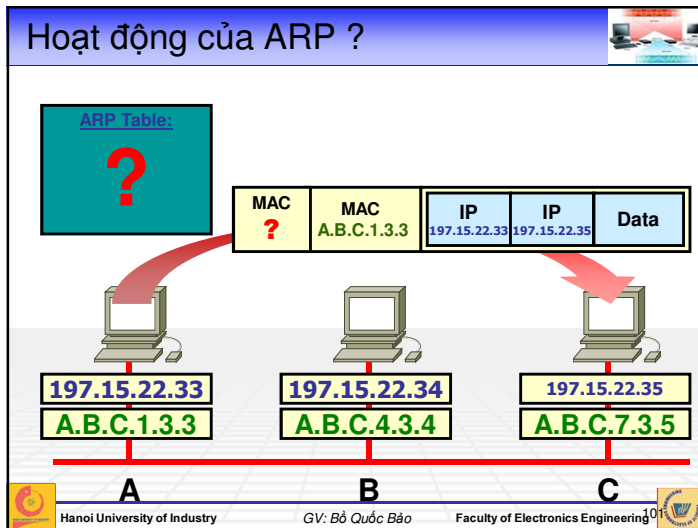 Hoạt động của ARP ?
ARP Table:
?
MAC
?
MAC
A.B.C.1.3.3
IP
197.15.22.33
IP
197.15.22.35
Data
197.15.22.33
A.B.C.1.3.3
197.15.22.34
A.B.C.4.3.4
197.15.22.35
A.B.C.7.3.5
A B C
Hanoi University of Industry GV: Bồ Quốc Bảo Faculty of Electronics Engineering 101